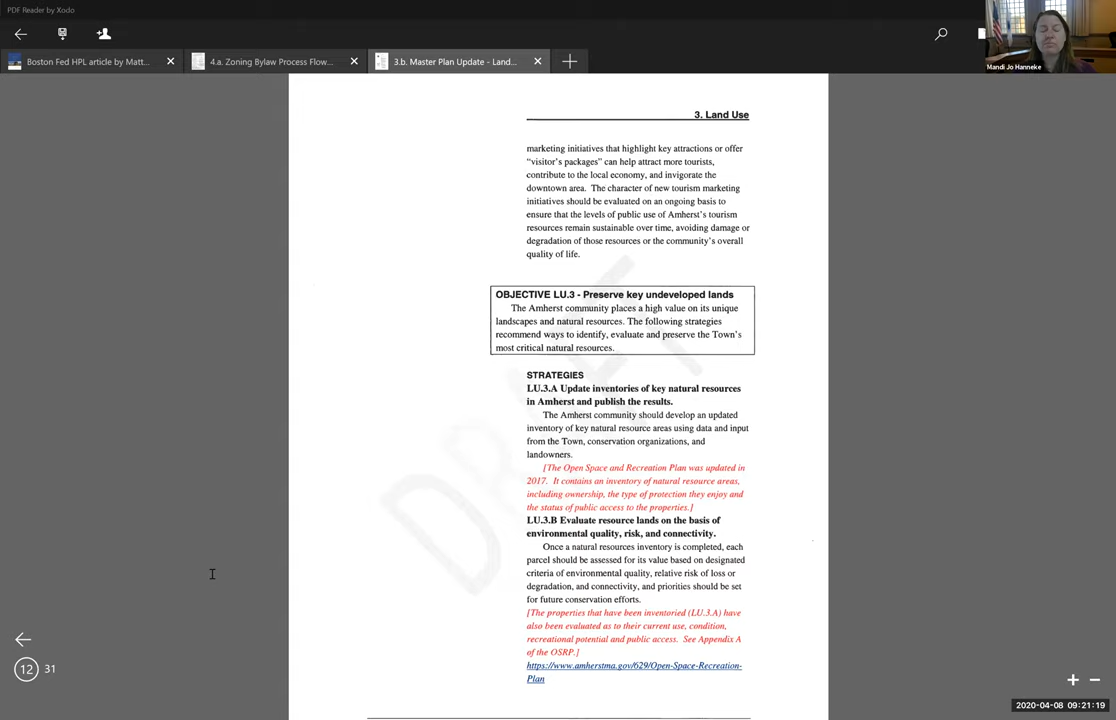 PDF Reader by Xodo
Boston Fed HPL article by Matt...
4.a. Zoning Bylaw Process Flow...
3.b. Master Plan Update - Land...
Mandi Jo Hanneke
3. Land Use
marketing initiatives that highlight key attractions or offer
“visitor’s packages” can help attract more tourists,
contribute to the local economy, and invigorate the
downtown area. The character of new tourism marketing
initiatives should be evaluated on an ongoing basis to
ensure that the levels of public use of Amherst’s tourism
resources remain sustainable over time, avoiding damage or
degradation of those resources or the community’s overall
quality of life.
OBJECTIVE LU.3 - Preserve key undeveloped lands
The Amherst community places a high value on its unique
landscapes and natural resources. The following strategies
recommend ways to identify, evaluate and preserve the Town’s
most critical natural resources.
STRATEGIES
LU.3.A Update inventories of key natural resources
in Amherst and publish the results.
The Amherst community should develop an updated
inventory of key natural resource areas using data and input
from the Town, conservation organizations, and
landowners.
[The Open Space and Recreation Plan was updated in
2017. It contains an inventory of natural resource areas,
including ownership, the type of protection they enjoy and
the status of public access to the properties.]
LU.3.B Evaluate resource lands on the basis of
environmental quality, risk, and connectivity.
Once a natural resources inventory is completed, each
parcel should be assessed for its value based on designated
criteria of environmental quality, relative risk of loss or
degradation, and connectivity, and priorities should be set
for future conservation efforts.
[The properties that have been inventoried (LU.3.A) have
also been evaluated as to their current use, condition,
recreational potential and public access. See Appendix A
of the OSRP.]
https://www.amherstma.gov/629/Open-Space-Recreation-
Plan
DRAFT
12 31
2020-04-08 09:21:19